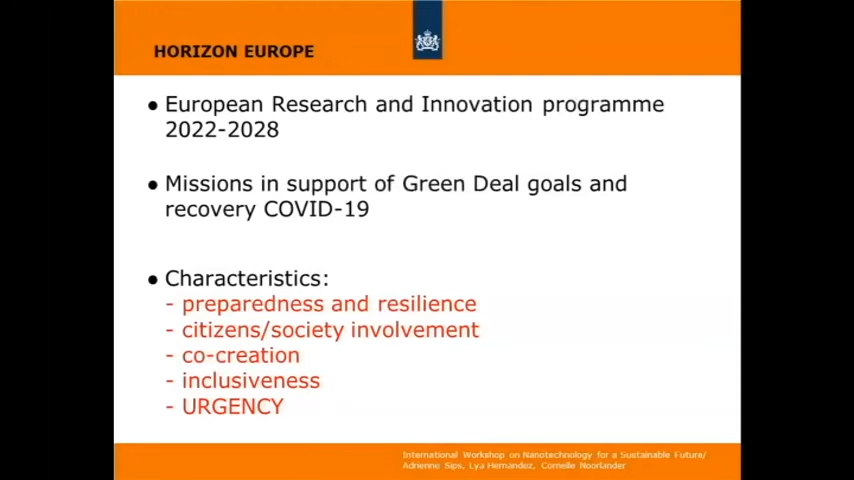 HORIZON EUROPE
● European Research and Innovation programme
2022-2028
● Missions in support of Green Deal goals and
recovery COVID-19
● Characteristics:
- preparedness and resilience
- citizens/society involvement
- co-creation
- inclusiveness
- URGENCY
International Workshop on Nanotechnology for a Sustainable Future/
Adrienne Sips, Lya Hernandez, Cornelle Noorlander